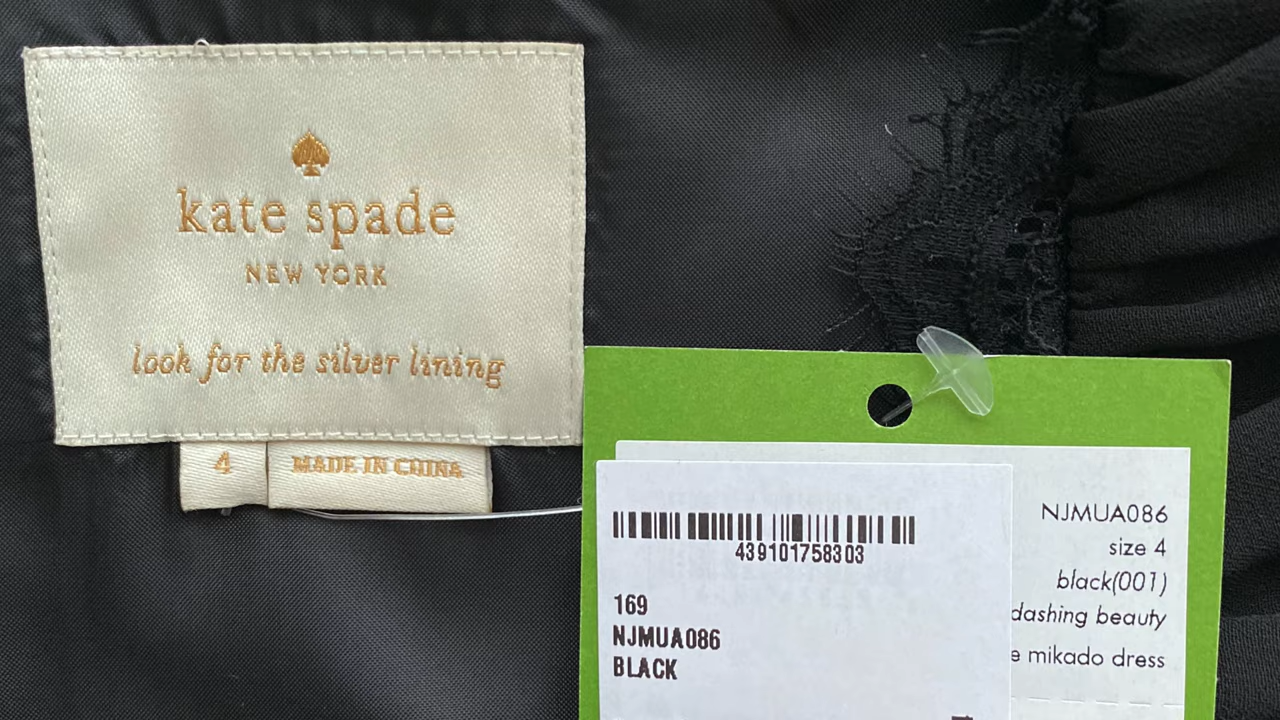 kate spade
NEW YORK
look for the silver lining
4
MADE IN CHINA
439101758303
169
NJMUA086
BLACK
NJMUA086
size 4
black(001)
dashing beauty
mikado dress